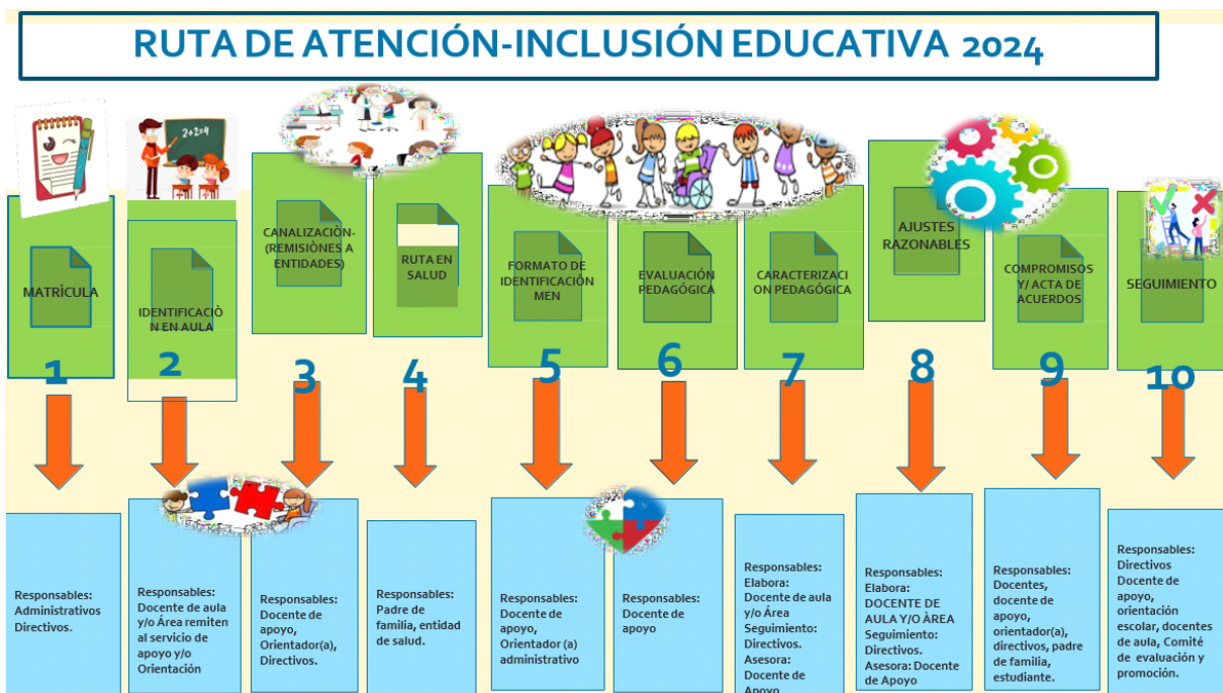 RUTA DE ATENCIÓN-INCLUSIÓN EDUCATIVA 2024
2+2=4
MATRÌCULA
1
IDENTIFICACIÒ
N EN AULA
2
CANALIZACIÒN-
(REMISIÒNES A
ENTIDADES)
3
RUTA EN
SALUD
4
FORMATO DE
IDENTIFICACIÒN
MEN
5
EVALUACIÓN
PEDAGÓGICA
6
CARACTERIZACI
ON PEDAGÓGICA
7
AJUSTES
RAZONABLES
8
COMPROMISOS
Y/ ACTA DE
ACUERDOS
9
SEGUIMIENTO
10
Responsables:
Administrativos
Directivos.
Responsables:
Docente de aula
y/o Área remiten
al servicio de
apoyo y/o
Orientación
Responsables:
Docente de
apoyo,
Orientador(a),
Directivos.
Responsables:
Padre de
familia, entidad
de salud.
Responsables:
Docente de
apoyo,
Orientador (a)
administrativo
Responsables:
Docente de
apoyo
Responsables:
Elabora:
Docente de aula
y/o Área
Seguimiento:
Directivos.
Asesora:
Docente de
Apoyo
Responsables:
Elabora:
DOCENTE DE
AULA Y/O ÀREA
Seguimiento:
Directivos.
Asesora: Docente
de Apoyo
Responsables:
Docentes,
docente de
apoyo,
orientador(a),
directivos, padre
de familia,
estudiante.
Responsables:
Directivos
Docente de
apoyo,
orientación
escolar, docentes
de aula, Comité
de evaluación y
promoción.